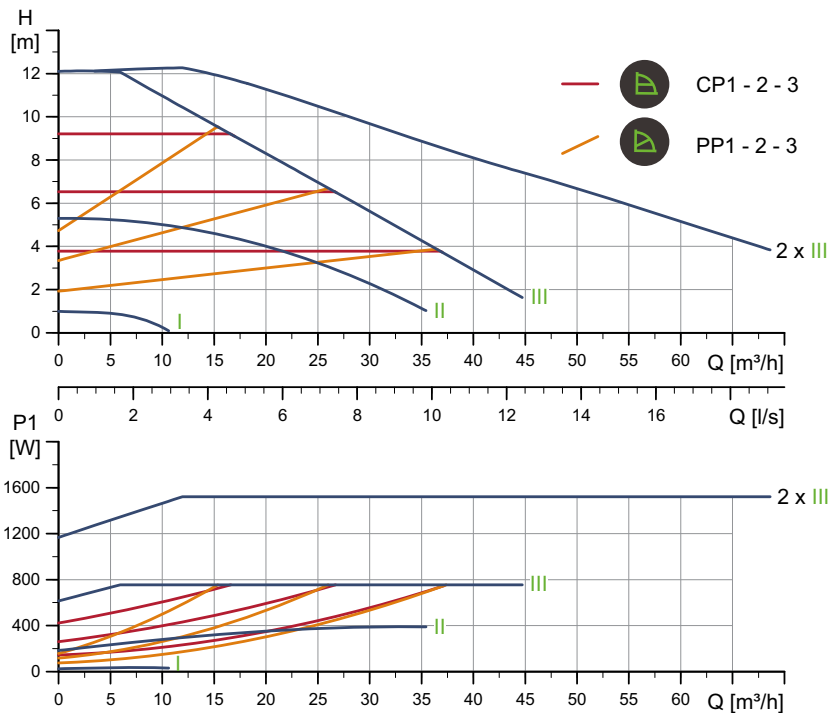 H
[m]
12
10
8
6
4
2
0
CP1 - 2 - 3
PP1 - 2 - 3
2 x III
III
II
I
0 5 10 15 20 25 30 35 40 45 50 55 60 Q [m³/h]
0 2 4 6 8 10 12 14 16 Q [l/s]
P1
[W]
1600
1200
800
400
0
2 x III
III
II
I
0 5 10 15 20 25 30 35 40 45 50 55 60 Q [m³/h]